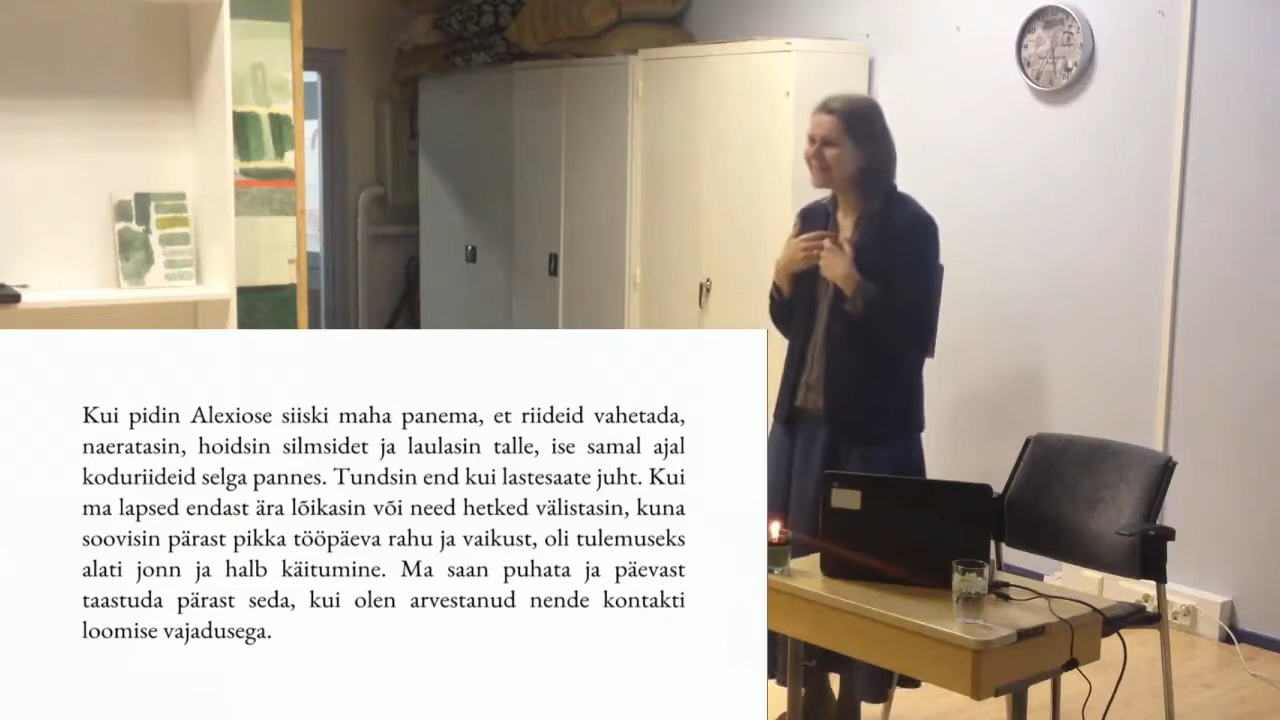 Kui pidin Alexiose siiski maha panema, et riideid vahetada,
naeratasin, hoidsin silmsidet ja laulasin talle, ise samal ajal
koduriideid selga pannes. Tundsin end kui lastesaate juht. Kui
ma lapsed endast ära lõikasin või need hetked välistasin, kuna
soovisin pärast pikka tööpäeva rahu ja vaikust, oli tulemuseks
alati jonn ja halb käitumine. Ma saan puhata ja päevast
taastuda pärast seda, kui olen arvestanud nende kontakti
loomise vajadusega.